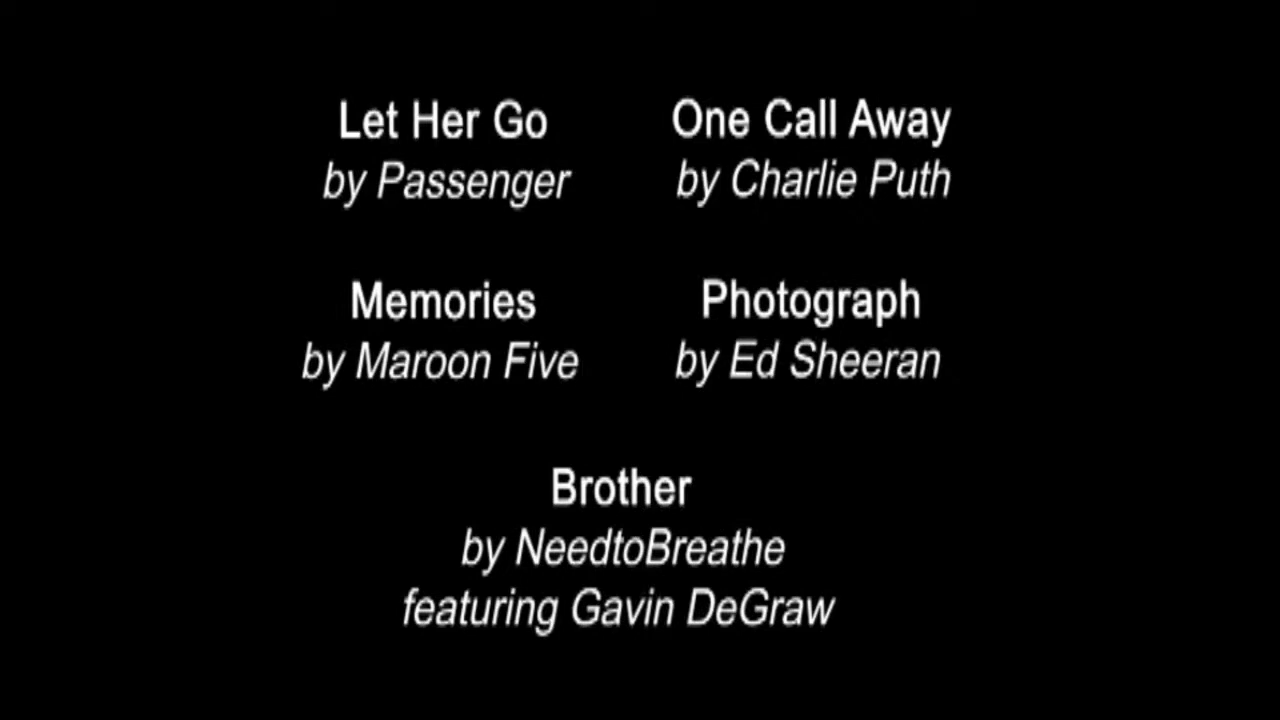 Let Her Go
by Passenger
One Call Away
by Charlie Puth
Memories
by Maroon Five
Photograph
by Ed Sheeran
Brother
by NeedtoBreathe
featuring Gavin DeGraw